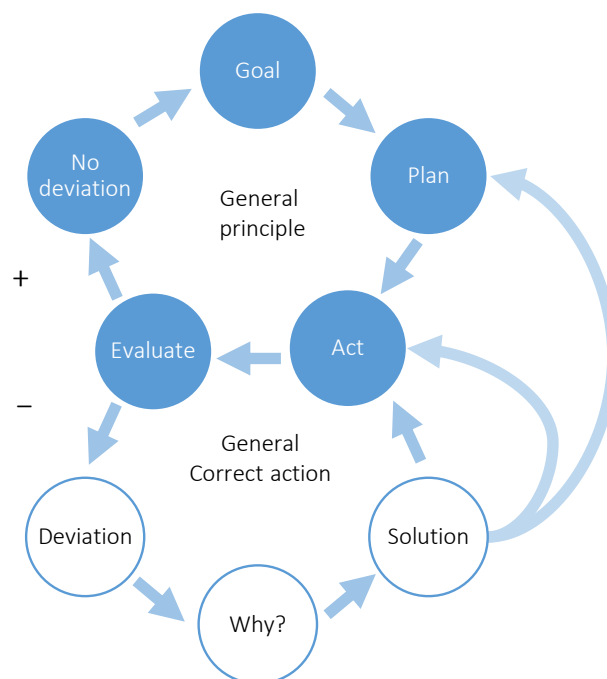 Goal
No
deviation
Plan
General
principle
+
Evaluate
Act
–
General
Correct action
Deviation
Solution
Why?